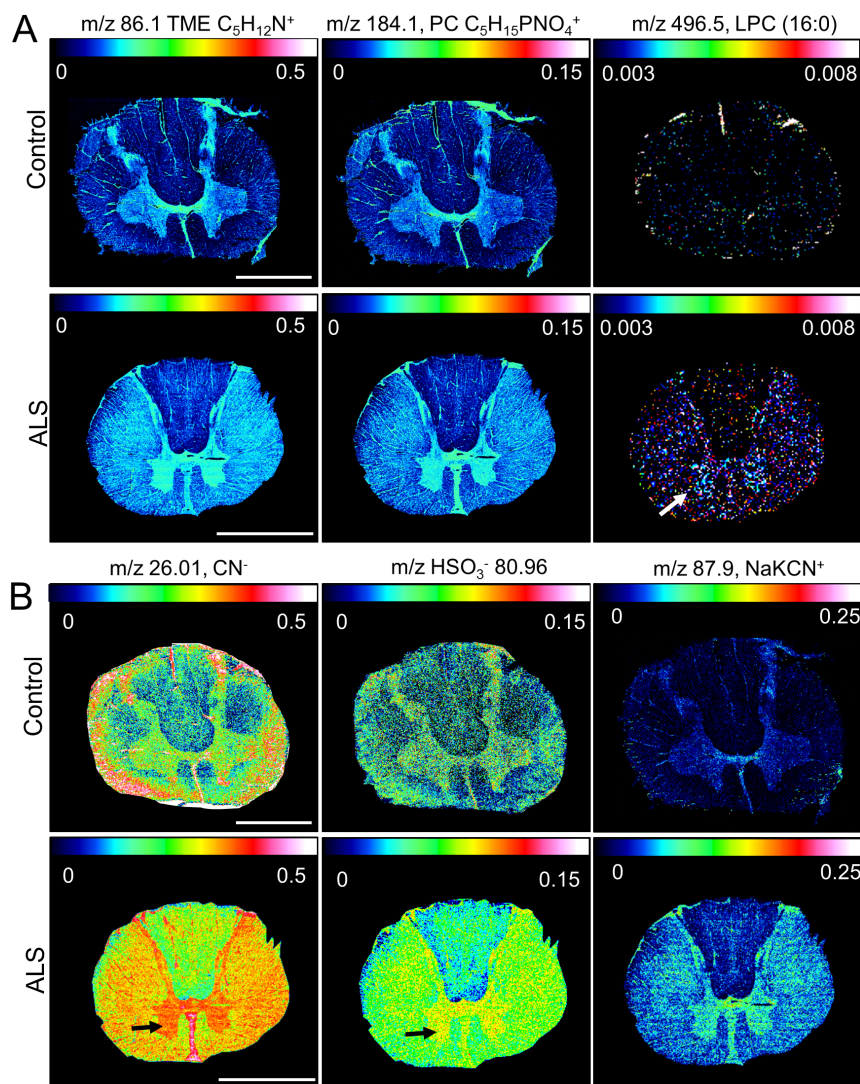 A
m/z 86.1 TME C₅H₁₂N⁺ m/z 184.1, PC C₅H₁₅PNO₄⁺ m/z 496.5, LPC (16:0)
0 0.5 0 0.15 0.003 0.008
Control
0 0.5 0 0.15 0.003 0.008
ALS
B
m/z 26.01, CN⁻ m/z HSO₃⁻ 80.96 m/z 87.9, NaKCN⁺
0 0.5 0 0.15 0 0.25
Control
0 0.5 0 0.15 0 0.25
ALS